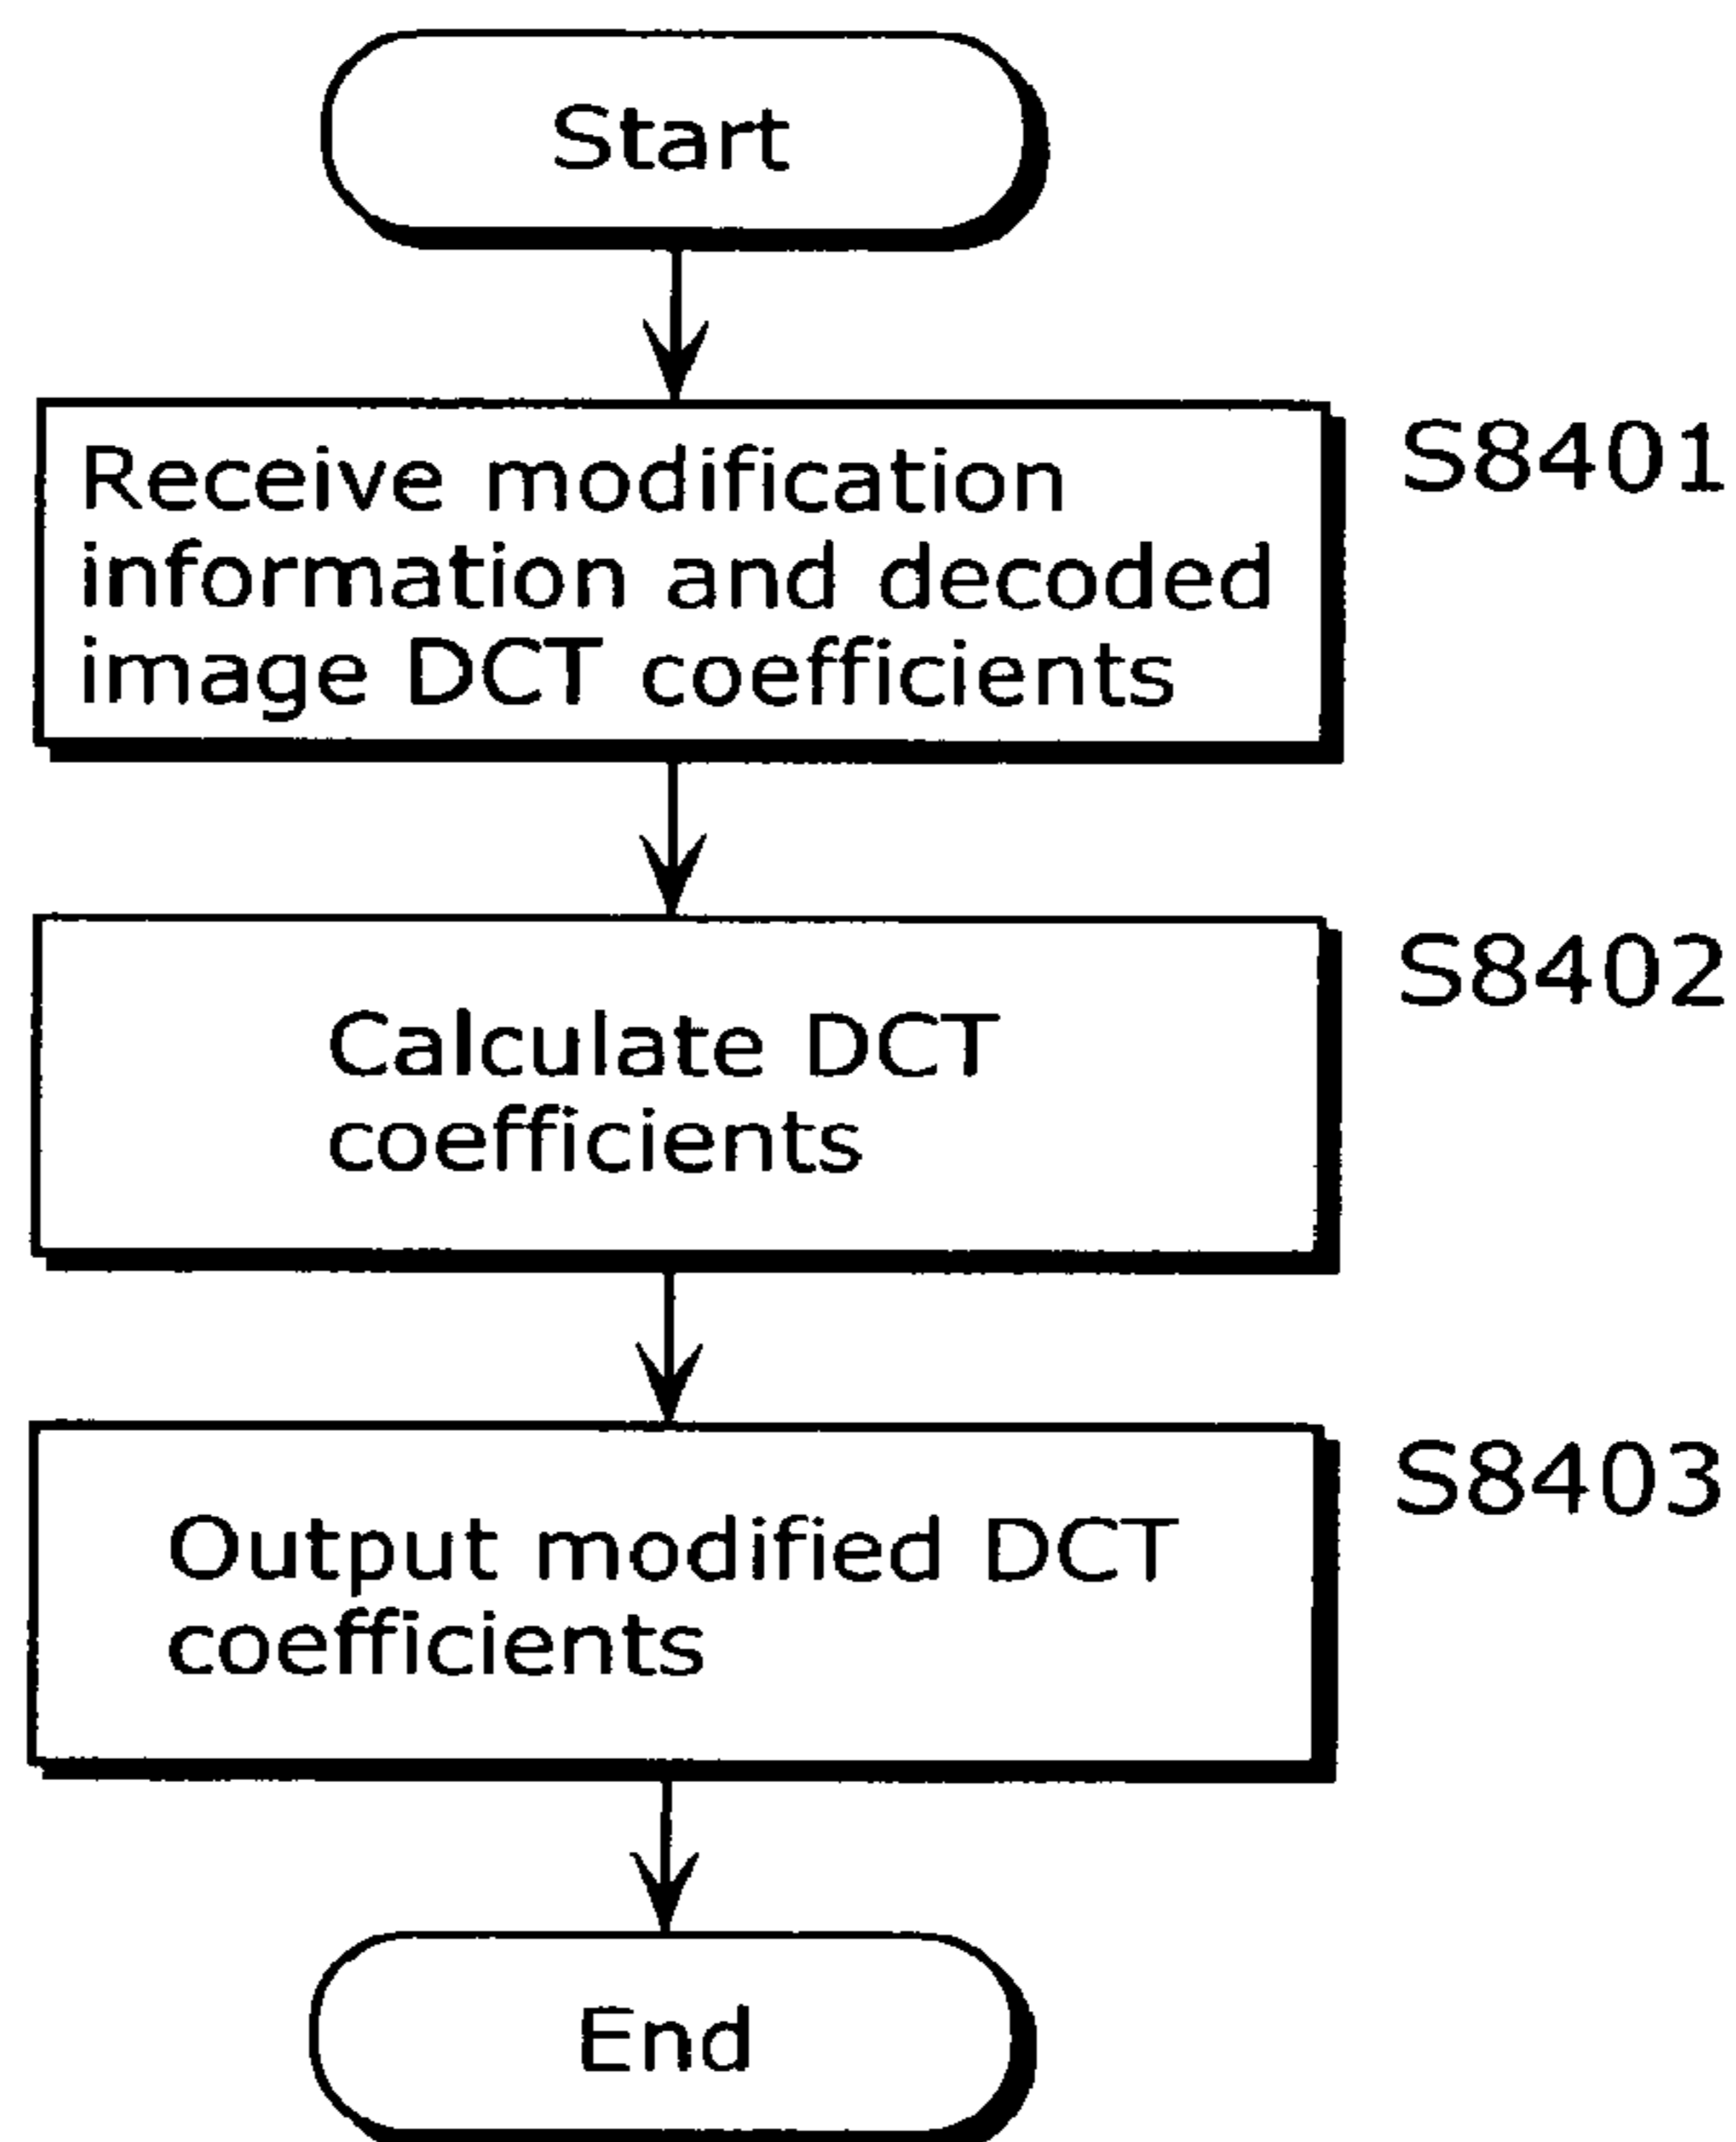 Start
S8401
Receive modification
information and decoded
image DCT coefficients
S8402
Calculate DCT
coefficients
S8403
Output modified DCT
coefficients
End